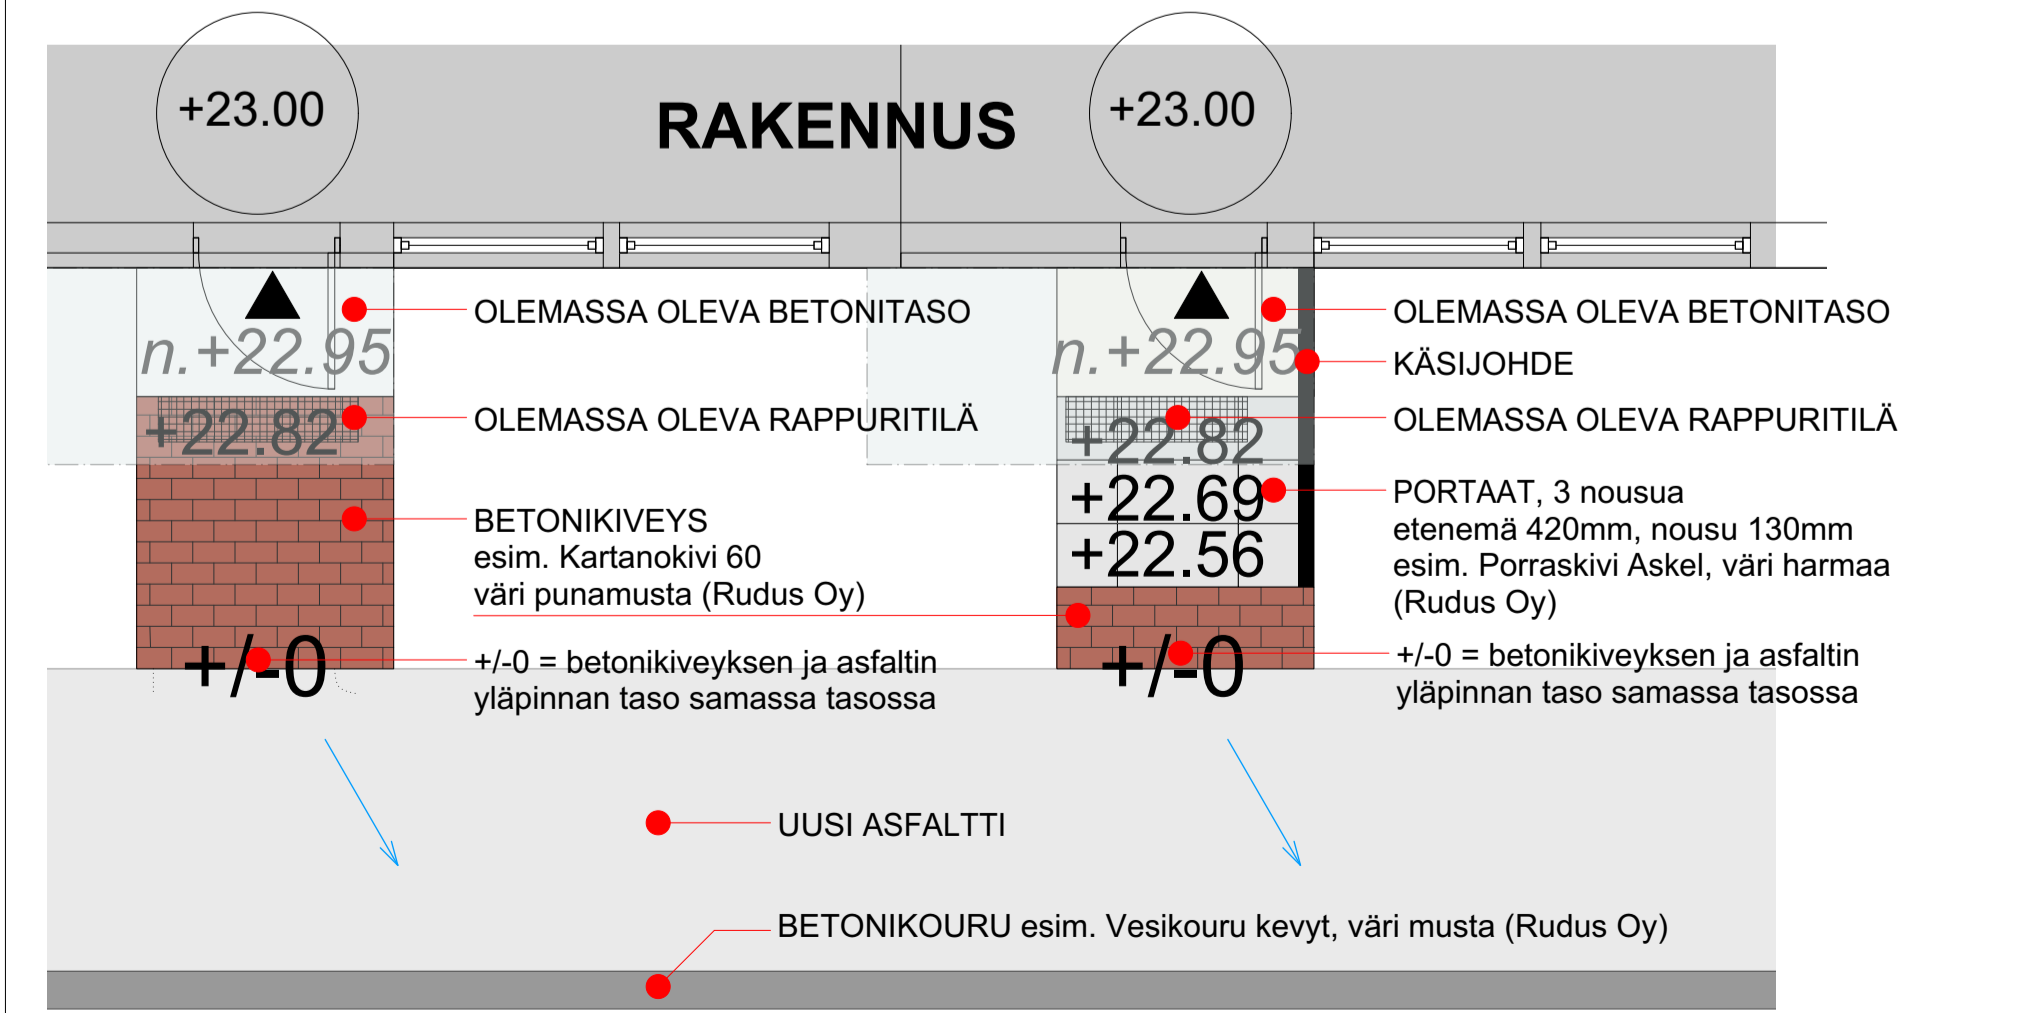 +23.00
RAKENNUS
+23.00
n.+22.95
+22.82
+/-0
OLEMASSA OLEVA BETONITASO
OLEMASSA OLEVA RAPPURITILÄ
BETONIKIVEYS
esim. Kartanokivi 60
väri punamusta (Rudus Oy)
+/-0 = betonikiveyksen ja asfaltin
yläpinnan taso samassa tasossa
n.+22.95
+22.82
+22.69
+22.56
+/-0
OLEMASSA OLEVA BETONITASO
KÄSIJOHDE
OLEMASSA OLEVA RAPPURITILÄ
PORTAAT, 3 nousua
etenemä 420mm, nousu 130mm
esim. Porraskivi Askel, väri harmaa
(Rudus Oy)
+/-0 = betonikiveyksen ja asfaltin
yläpinnan taso samassa tasossa
UUSI ASFALTTI
BETONIKOURU esim. Vesikouru kevyt, väri musta (Rudus Oy)